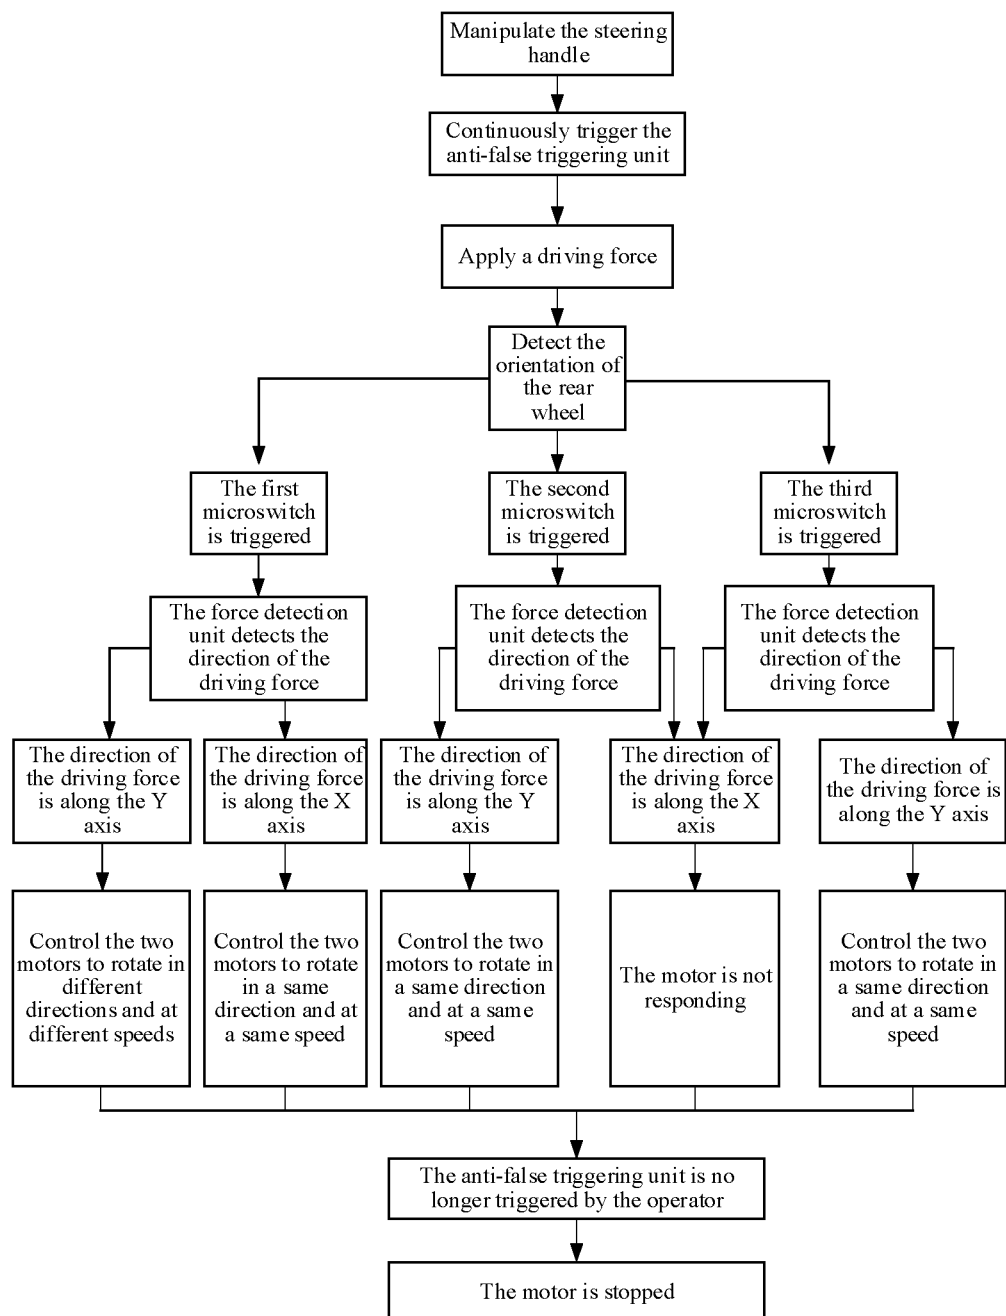 Manipulate the steering
handle
Continuously trigger the
anti-false triggering unit
Apply a driving force
Detect the
orientation of
the rear
wheel
The first
microswitch
is triggered
The second
microswitch
is triggered
The third
microswitch
is triggered
The force detection
unit detects the
direction of the
driving force
The force detection
unit detects the
direction of the
driving force
The force detection
unit detects the
direction of the
driving force
The direction of
the driving force
is along the Y
axis
The direction of
the driving force
is along the X
axis
The direction of
the driving force
is along the Y
axis
The direction of
the driving force
is along the X
axis
The direction of
the driving force is
along the Y axis
Control the two
motors to rotate in
different
directions and at
different speeds
Control the two
motors to rotate
in a same
direction and at
a same speed
Control the two
motors to rotate in
a same direction
and at a same
speed
The motor is not
responding
Control the two
motors to rotate in
a same direction
and at a same
speed
The anti-false triggering unit is no
longer triggered by the operator
The motor is stopped